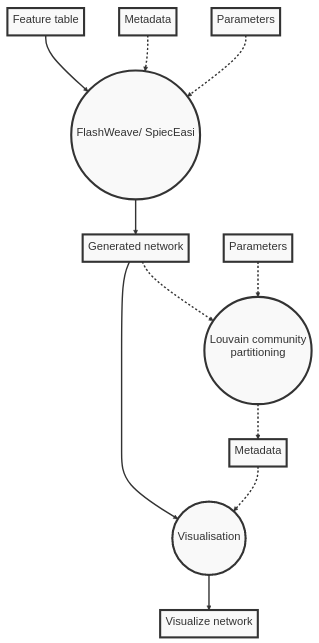 Feature table
Metadata
Parameters
FlashWeave/ SpiecEasi
Generated network
Parameters
Louvain community
partitioning
Metadata
Visualisation
Visualize network